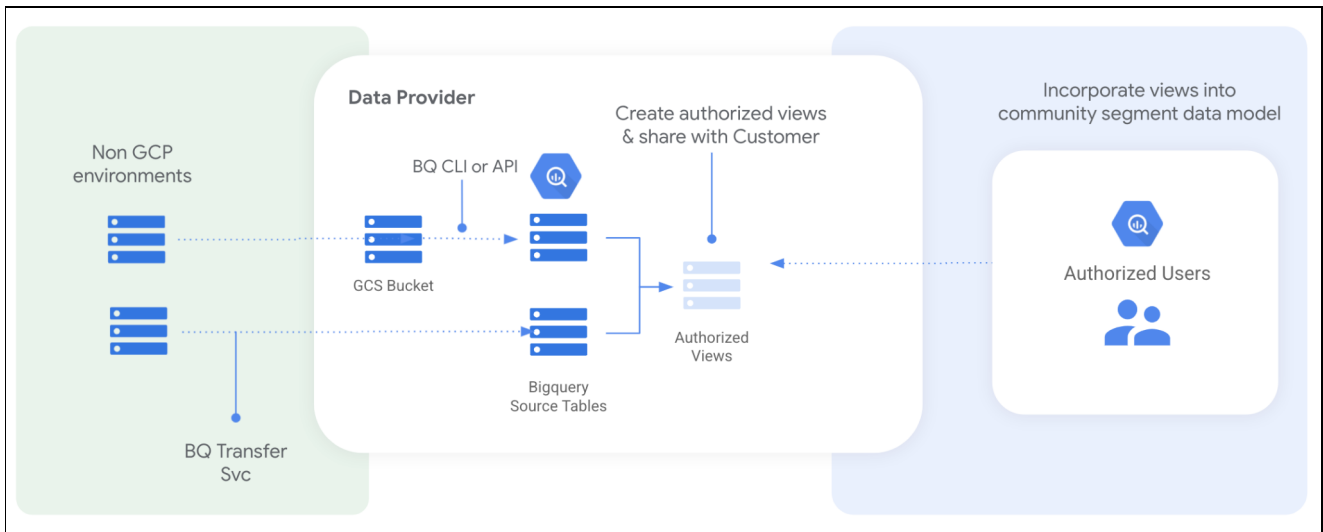 Non GCP
environments
BQ Transfer
Svc
Data Provider
BQ CLI or API
GCS Bucket
Bigquery
Source Tables
Create authorized views
& share with Customer
Authorized
Views
Incorporate views into
community segment data model
Authorized Users